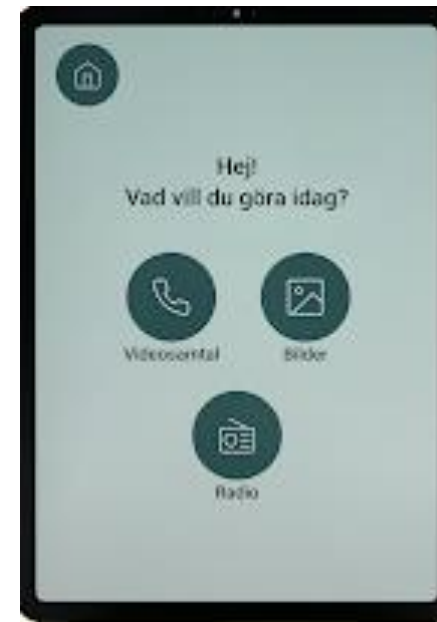 Hej!
Vad vill du göra idag?
Videosamtal
Bilder
Radio